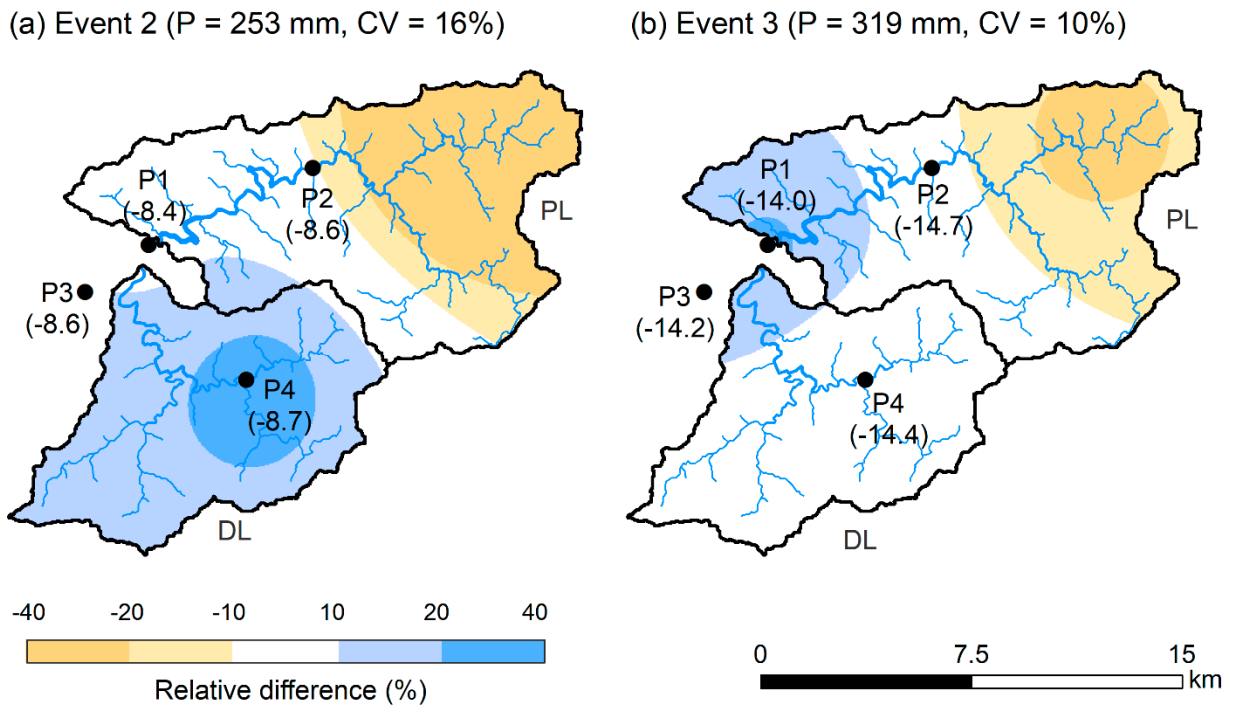 (a) Event 2 (P = 253 mm, CV = 16%)
P1
(-8.4)
P2
(-8.6)
PL
P3
(-8.6)
P4
(-8.7)
DL
-40 -20 -10 10 20 40
Relative difference (%)
(b) Event 3 (P = 319 mm, CV = 10%)
P1
(-14.0)
P2
(-14.7)
PL
P3
(-14.2)
P4
(-14.4)
DL
0 7.5 15
km